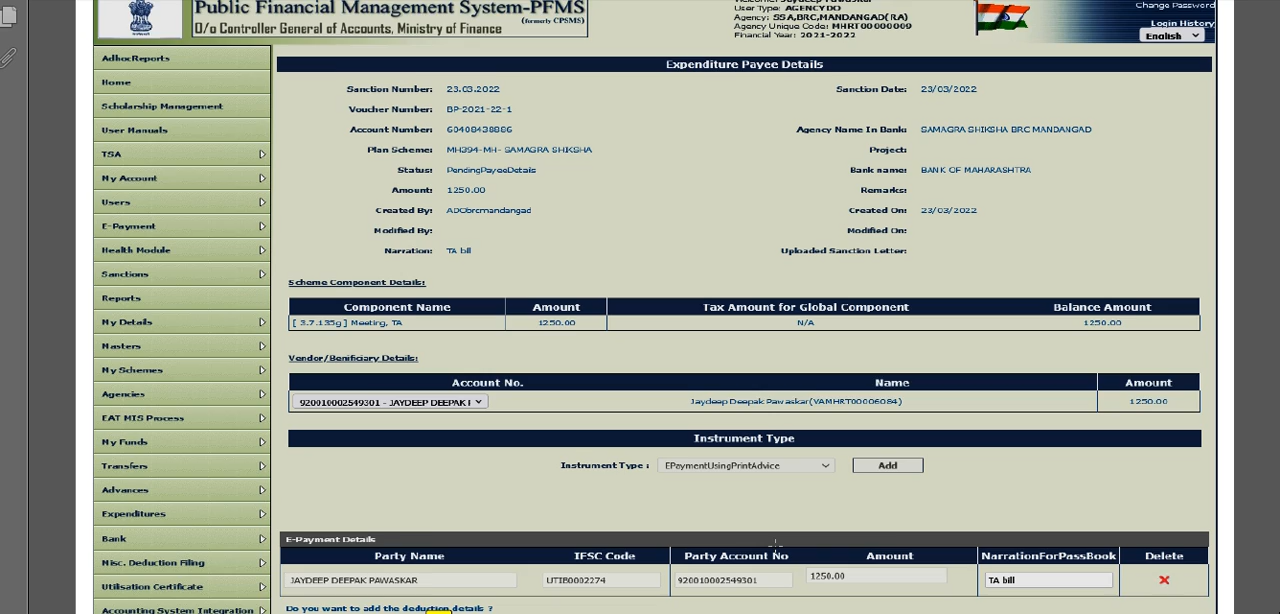 Public Financial Management System-PFMS
(formerly CPSMS)
O/o Controller General of Accounts, Ministry of Finance
User Type: AGENCYDO
Agency: SSA,BRC,MANDANGAD(RA)
Agency Unique Code: MHRT00000009
Financial Year: 2021-2022
Change Password
Login History
English
AdhocReports
Home
Scholarship Management
User Manuals
TSA
My Account
Users
E-Payment
Health Module
Sanctions
Reports
My Details
Masters
My Schemes
Agencies
EAT MIS Process
My Funds
Transfers
Advances
Expenditures
Bank
Misc. Deduction Filing
Utilisation Certificate
Accounting System Integration
Expenditure Payee Details
Sanction Number: 23.03.2022 Sanction Date: 23/03/2022
Voucher Number: BP-2021-22-1
Account Number: 60408438886 Agency Name In Bank: SAMAGRA SHIKSHA BRC MANDANGAD
Plan Scheme: MH394-MH- SAMAGRA SHIKSHA Project:
Status: PendingPayeeDetails Bank name: BANK OF MAHARASHTRA
Amount: 1250.00 Remarks:
Created By: ADObrcmandangad Created On: 23/03/2022
Modified By: Modified On:
Narration: TA bill Uploaded Sanction Letter:
Scheme Component Details:
Component Name Amount Tax Amount for Global Component Balance Amount
[ 3.7.135g ] Meeting, TA 1250.00 N/A 1250.00
Vendor/Benificiary Details:
Account No. Name Amount
920010002549301 - JAYDEEP DEEPAK Jaydeep Deepak Pawaskar(VAMHRT00006084) 1250.00
Instrument Type
Instrument Type : EPaymentUsingPrintAdvice Add
E-Payment Details
Party Name IFSC Code Party Account No Amount NarrationForPassBook Delete
JAYDEEP DEEPAK PAWASKAR UTIB0002274 920010002549301 1250.00 TA bill
Do you want to add the deduction details ?